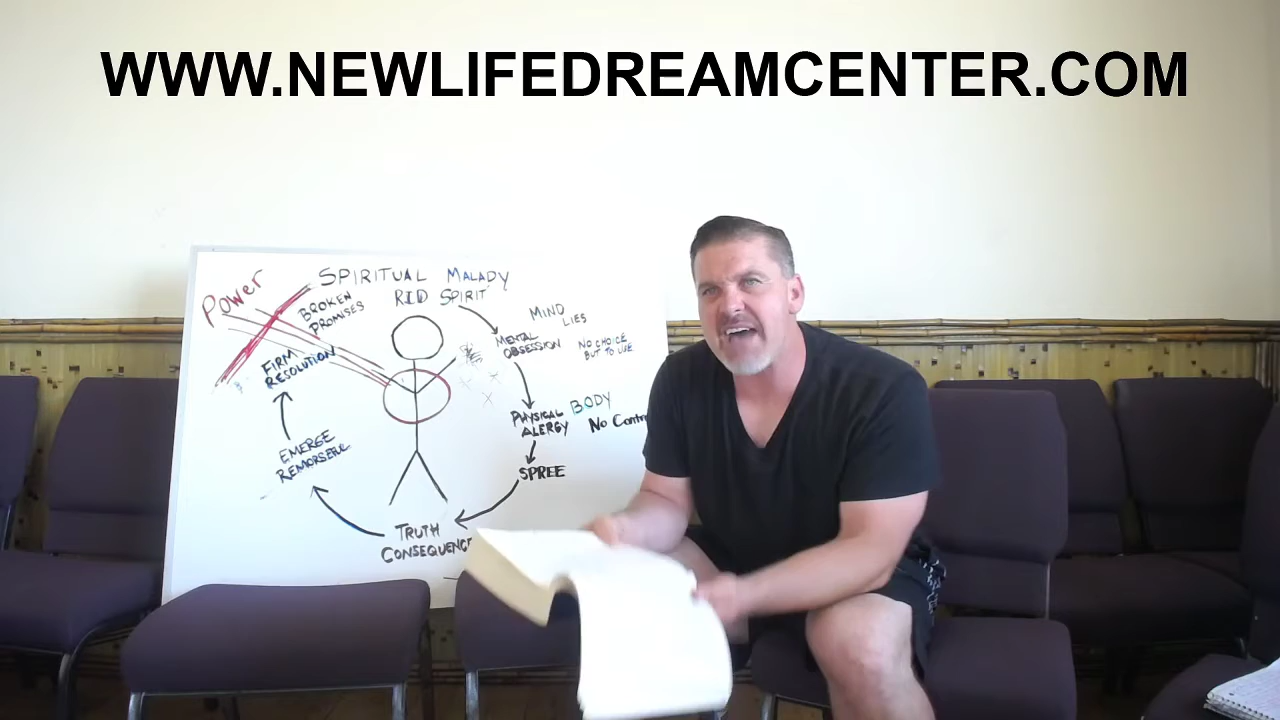 WWW.NEWLIFEDREAMCENTER.COM
POWER
SPIRITUAL MALADY
RID SPIRIT
BROKEN
PROMISES
MIND
LIES
MENTAL
OBSESSION
NO CHOICE
BUT TO LIVE
FIRM
RESOLUTION
PHYSICAL
ALERGY
BODY
No Contr
SPREE
EMERGE
REMORSEFUL
TRUTH
CONSEQUENC